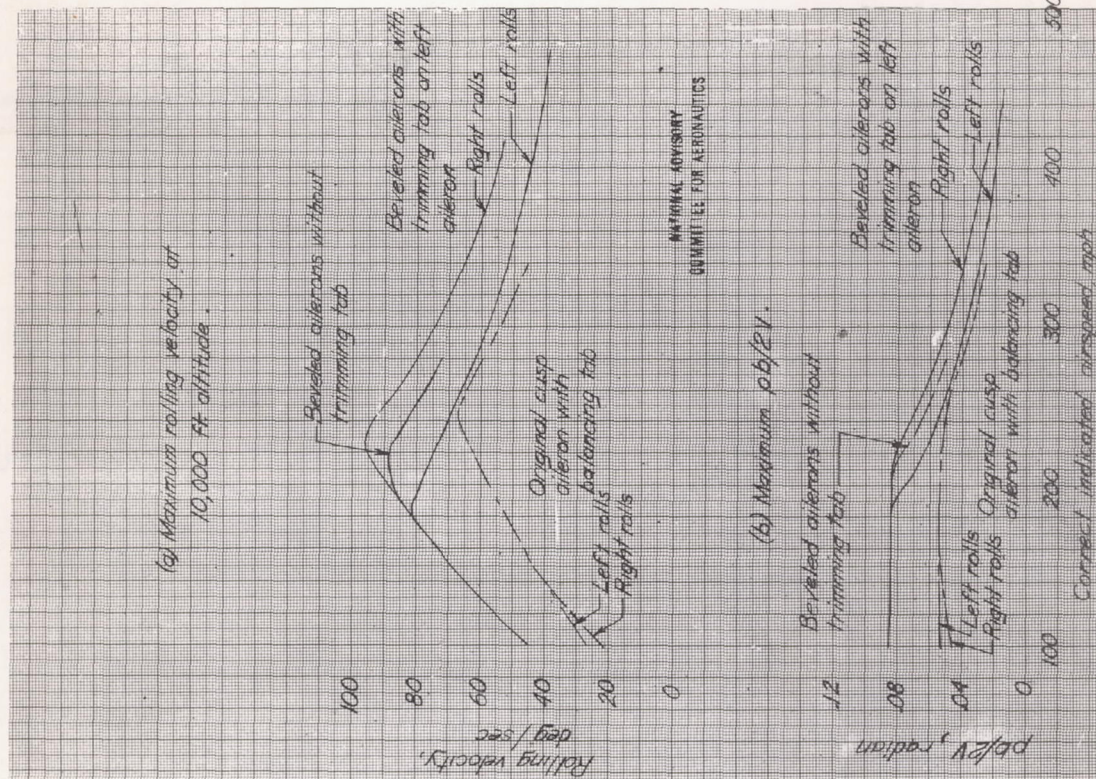 (a) Maximum rolling velocity at
10,000 ft altitude.
Beveled ailerons without
trimming tab
Beveled ailerons with
trimming tab on left
aileron
Right rolls
Left rolls
Original cusp
aileron with
balancing tab
Left rolls
Right rolls
Rolling velocity,
deg/sec
100
80
60
40
20
0
NATIONAL ADVISORY
COMMITTEE FOR AERONAUTICS
(b) Maximum pb/2V.
Beveled ailerons without
trimming tab
Beveled ailerons with
trimming tab on left
aileron
Right rolls
Left rolls
Left rolls
Right rolls
Original cusp
aileron with balancing tab
pb/2V, radian
.12
.08
.04
0
100
200
300
400
500
Correct indicated airspeed, mph